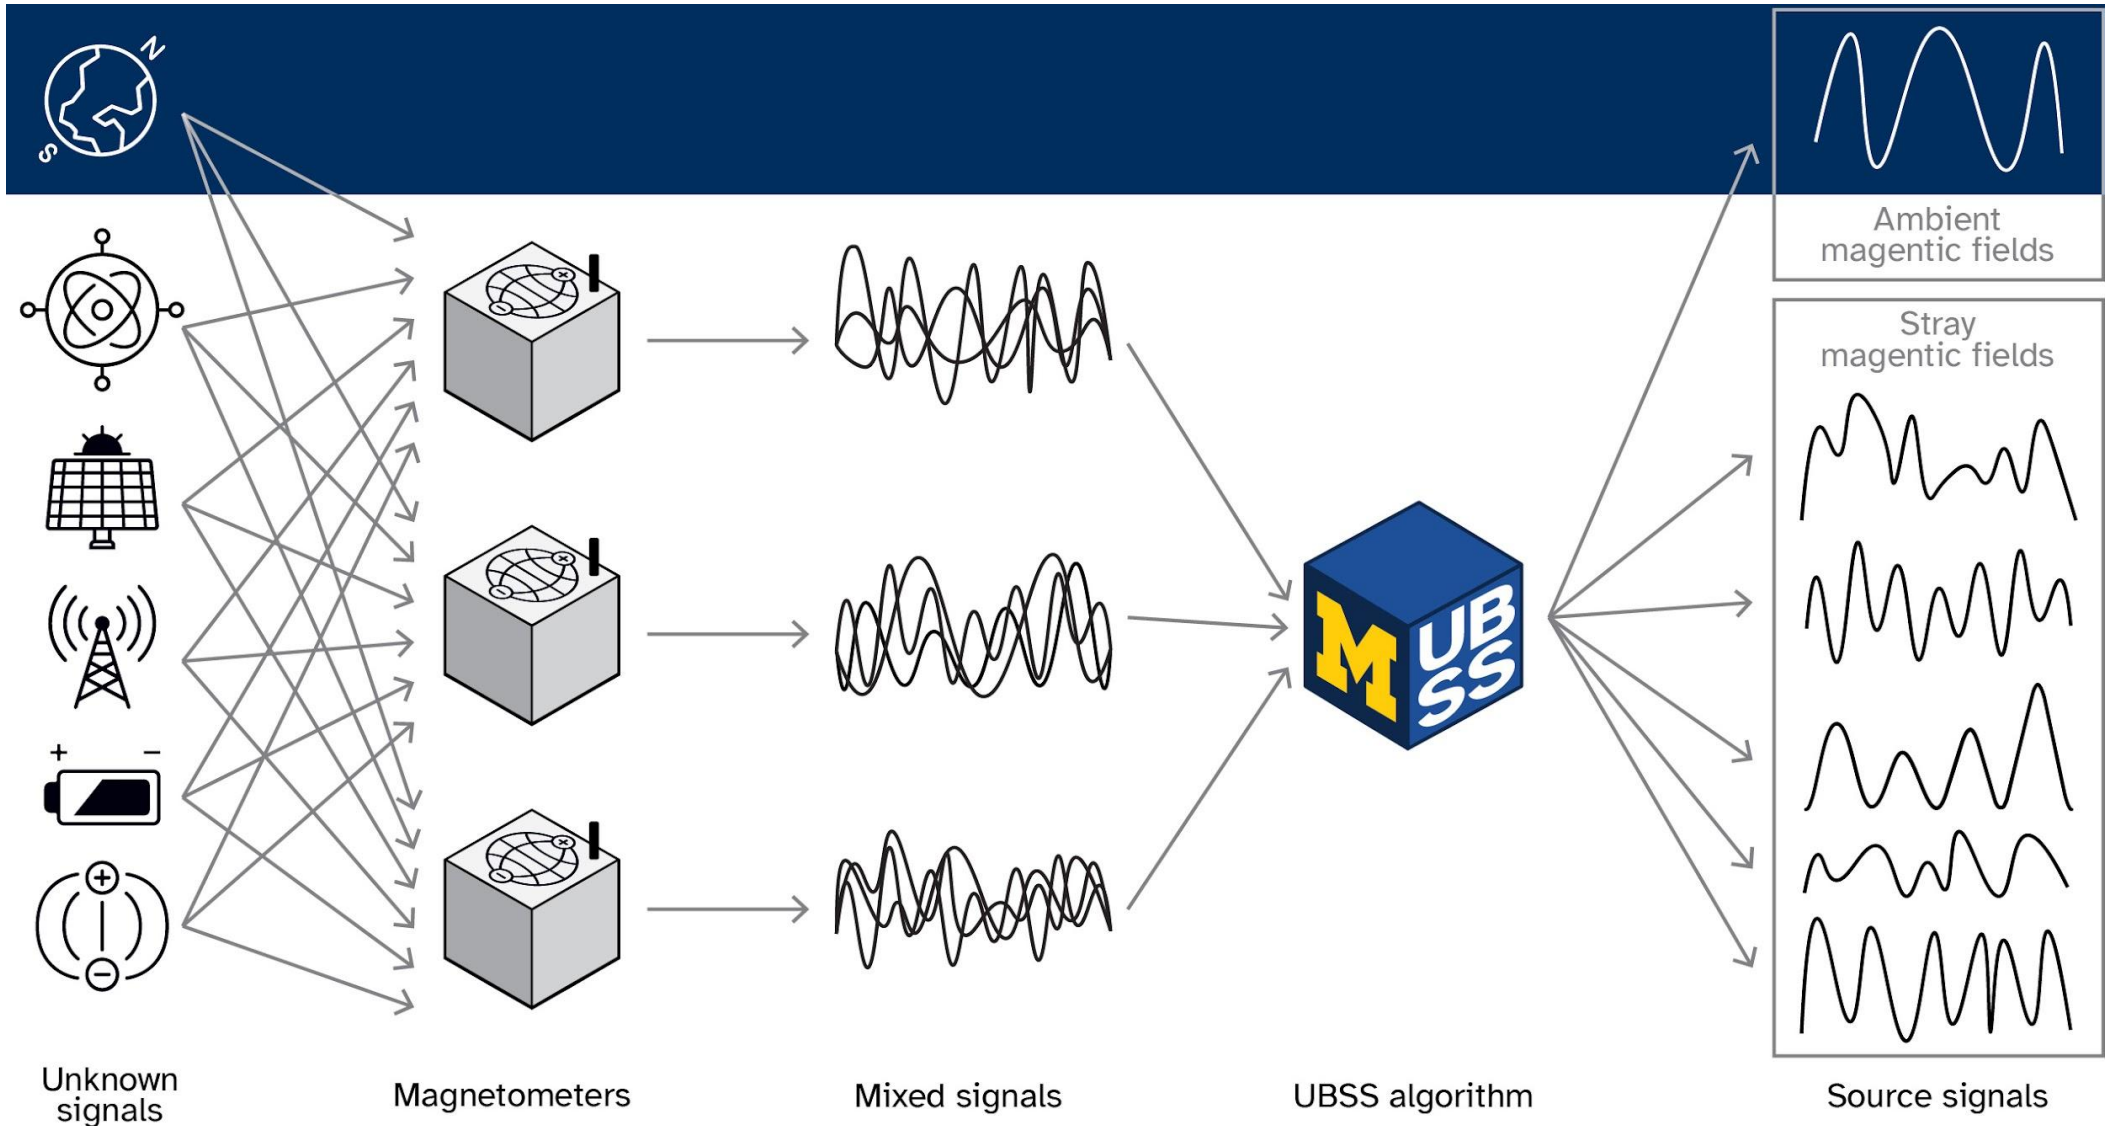 N
S
Ambient
magentic fields
Stray
magentic fields
+ −
M
UB
SS
Unknown
signals
Magnetometers
Mixed signals
UBSS algorithm
Source signals